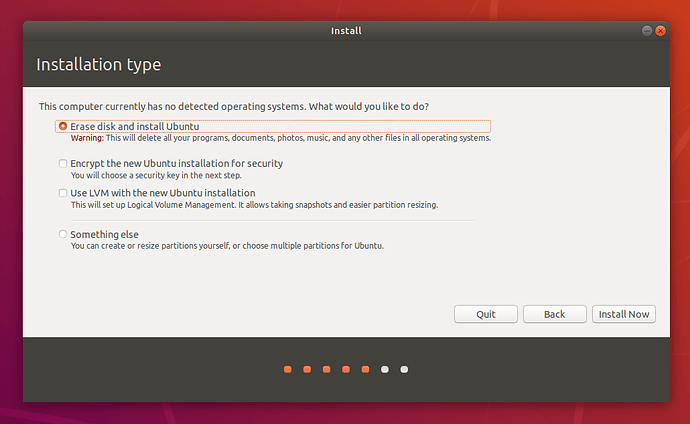 Install
Installation type
This computer currently has no detected operating systems. What would you like to do?
Erase disk and install Ubuntu
Warning: This will delete all your programs, documents, photos, music, and any other files in all operating systems.
Encrypt the new Ubuntu installation for security
You will choose a security key in the next step.
Use LVM with the new Ubuntu installation
This will set up Logical Volume Management. It allows taking snapshots and easier partition resizing.
Something else
You can create or resize partitions yourself, or choose multiple partitions for Ubuntu.
Quit Back Install Now